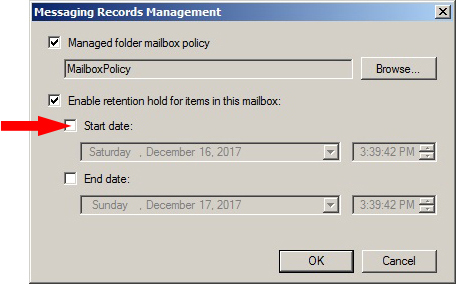 Messaging Records Management
Managed folder mailbox policy
MailboxPolicy Browse...
Enable retention hold for items in this mailbox:
Start date:
Saturday , December 16, 2017 3:39:42 PM
End date:
Sunday , December 17, 2017 3:39:42 PM
OK Cancel